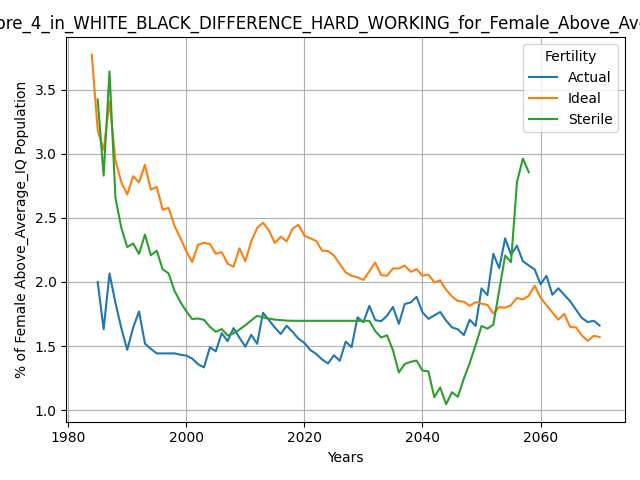 ore_4_in_WHITE_BLACK_DIFFERENCE_HARD_WORKING_for_Female_Above_Av
Fertility
Actual
Ideal
Sterile
% of Female Above_Average_IQ Population
3.5
3.0
2.5
2.0
1.5
1.0
1980
2000
2020
2040
2060
Years